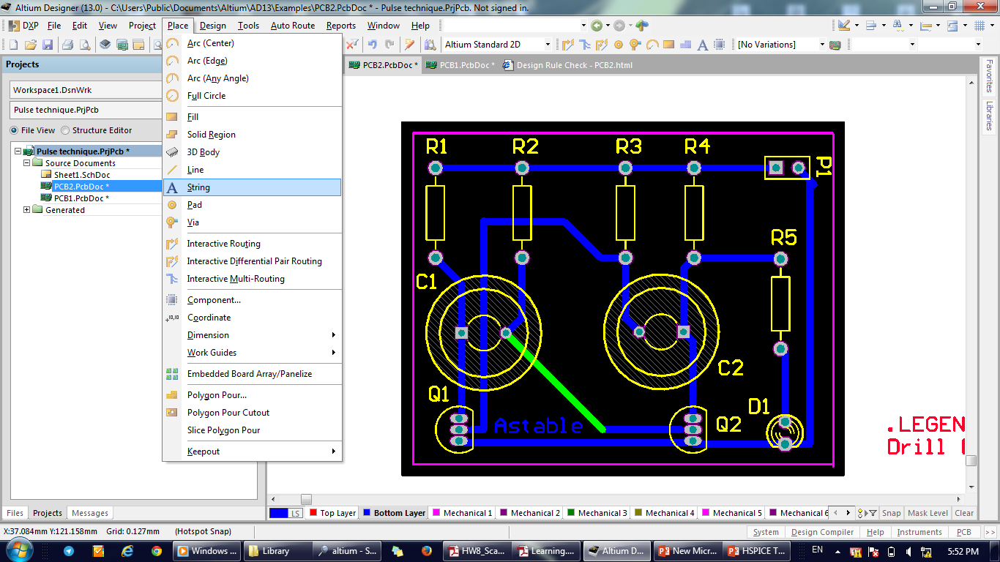 Altium Designer (13.0) - C:\Users\Public\Documents\Altium\AD13\Examples\PCB2.PcbDoc * - Pulse technique.PrjPcb. Not signed in.
DXP File Edit View Project Place Design Tools Auto Route Reports Window Help
Altium Standard 2D [No Variations]
Projects
PCB2.PcbDoc * PCB1.PcbDoc * Design Rule Check - PCB2.html
Workspace1.DsnWrk
Pulse technique.PrjPcb
File View Structure Editor
Pulse technique.PrjPcb *
Source Documents
Sheet1.SchDoc
PCB2.PcbDoc *
PCB1.PcbDoc *
Generated
Arc (Center)
Arc (Edge)
Arc (Any Angle)
Full Circle
Fill
Solid Region
3D Body
Line
String
Pad
Via
Interactive Routing
Interactive Differential Pair Routing
Interactive Multi-Routing
Component...
+10,10 Coordinate
Dimension
Work Guides
Embedded Board Array/Panelize
Polygon Pour...
Polygon Pour Cutout
Slice Polygon Pour
Keepout
R1 R2 R3 R4 P1
R5
C1
C2
Q1
D1
Astable
Q2
.LEGEN
Drill
Favorites
Libraries
Files Projects Messages
LS Top Layer Bottom Layer Mechanical 1 Mechanical 2 Mechanical 3 Mechanical 4 Mechanical 5 Mechanical 6 Snap Mask Level Clear
X:37.084mm Y:121.158mm Grid: 0.127mm (Hotspot Snap)
System Design Compiler Help Instruments PCB >>
Windows ... Library altium - S... HW8_Sca... Learning.... Altium D... New Micr... HSPICE T... EN 5:52 PM